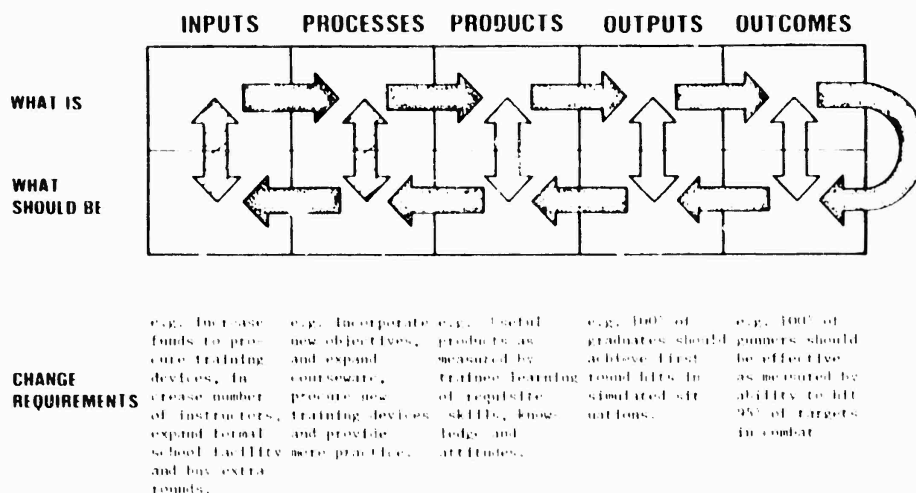 INPUTS PROCESSES PRODUCTS OUTPUTS OUTCOMES
WHAT IS
WHAT
SHOULD BE
CHANGE
REQUIREMENTS
e.g. Increase
funds to pro-
cure training
devices, in
crease number
of instructors,
expand formal
school facility
and buy extra
rounds.
e.g. Incorporate
new objectives,
and expand
courseware,
procure new
training devices
and provide
more practice.
e.g. Useful
products as
measured by
trainee learning
of requisite
skills, know-
ledge and
attitudes.
e.g. 100% of
graduates should
achieve first
round hits in
simulated sit
uations.
e.g. 100% of
gunners should
be effective
as measured by
ability to hit
95% of targets
in combat